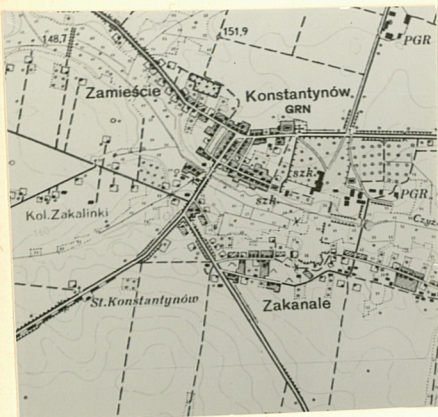 148,7
151,9
PGR
Zamieście
Konstantynów
GRN
szk.
szk.
PGR
Kol. Zakalinki
St. Konstantynów
Zakanale